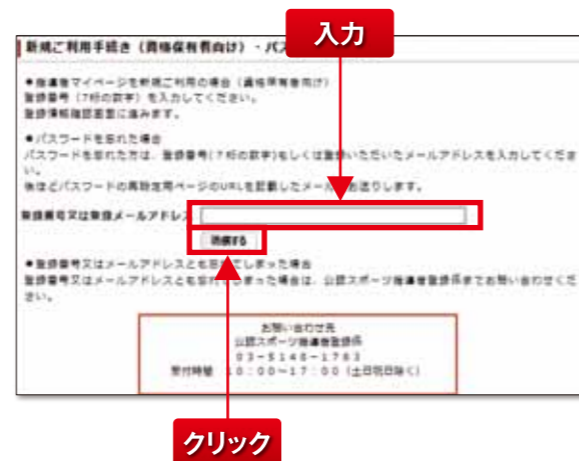 入力
新規ご利用手続き（資格保有者向け）・パス
●指導者マイページを新規ご利用の場合（資格保有者向け）
登録番号（7桁の数字）を入力してください。
登録情報確認画面に進みます。
●パスワードを忘れた場合
パスワードを忘れた方は、登録番号(7桁の数字)もしくは登録いただいたメールアドレスを入力してくださ
い。
後ほどパスワードの再設定用ページのURLを記載したメールをお送りします。
登録番号又は登録メールアドレス
送信する
●登録番号又はメールアドレスとも忘れてしまった場合
登録番号又はメールアドレスとも忘れてしまった場合は、公認スポーツ指導者登録係までお問い合わせくだ
さい。
お問い合わせ先
公認スポーツ指導者登録係
03-5148-1763
受付時間 10:00～17:00（土日祝日除く）
クリック